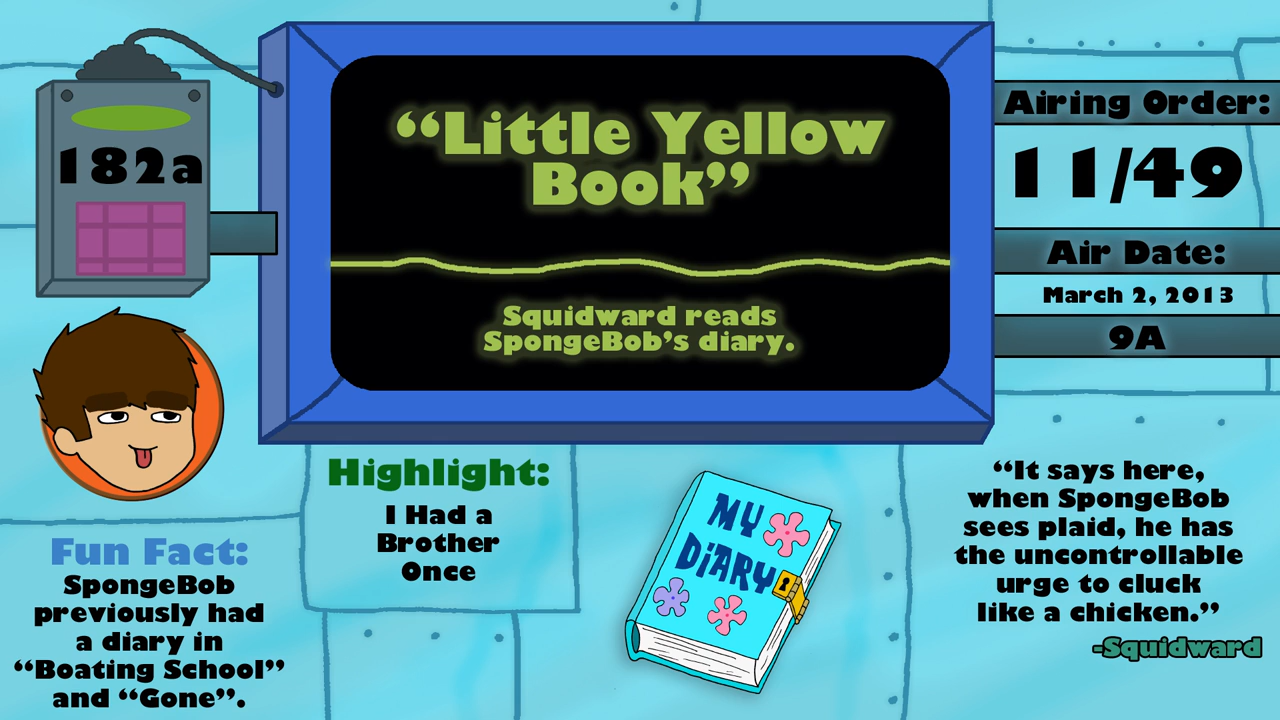 182a
“Little Yellow
Book”
Squidward reads
SpongeBob’s diary.
Airing Order:
11/49
Air Date:
March 2, 2013
9A
Fun Fact:
SpongeBob
previously had
a diary in
“Boating School”
and “Gone”.
Highlight:
I Had a
Brother
Once
MY
DiARY
“It says here,
when SpongeBob
sees plaid, he has
the uncontrollable
urge to cluck
like a chicken.”
-Squidward